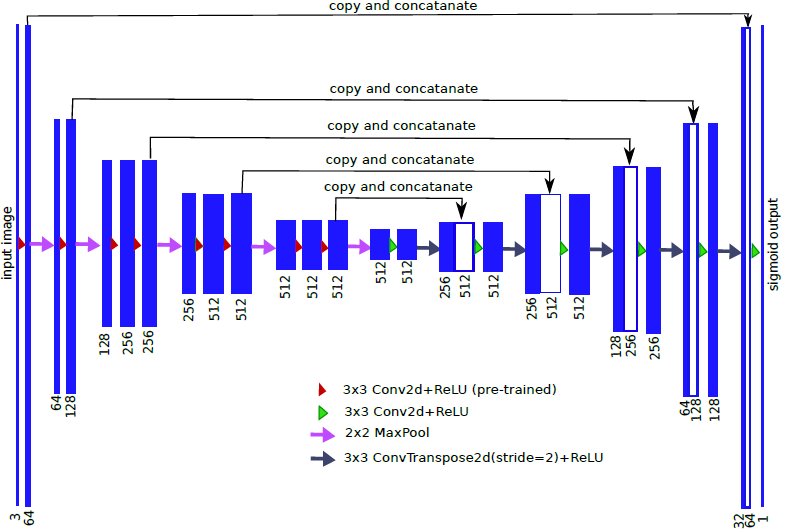 copy and concatanate
copy and concatanate
copy and concatanate
copy and concatanate
copy and concatanate
input image
sigmoid output
3
64
64
128
128
256
256
256
512
512
512
512
512
512
512
256
512
512
256
512
512
128
256
256
64
128
128
32
64
1
3x3 Conv2d+ReLU (pre-trained)
3x3 Conv2d+ReLU
2x2 MaxPool
3x3 ConvTranspose2d(stride=2)+ReLU